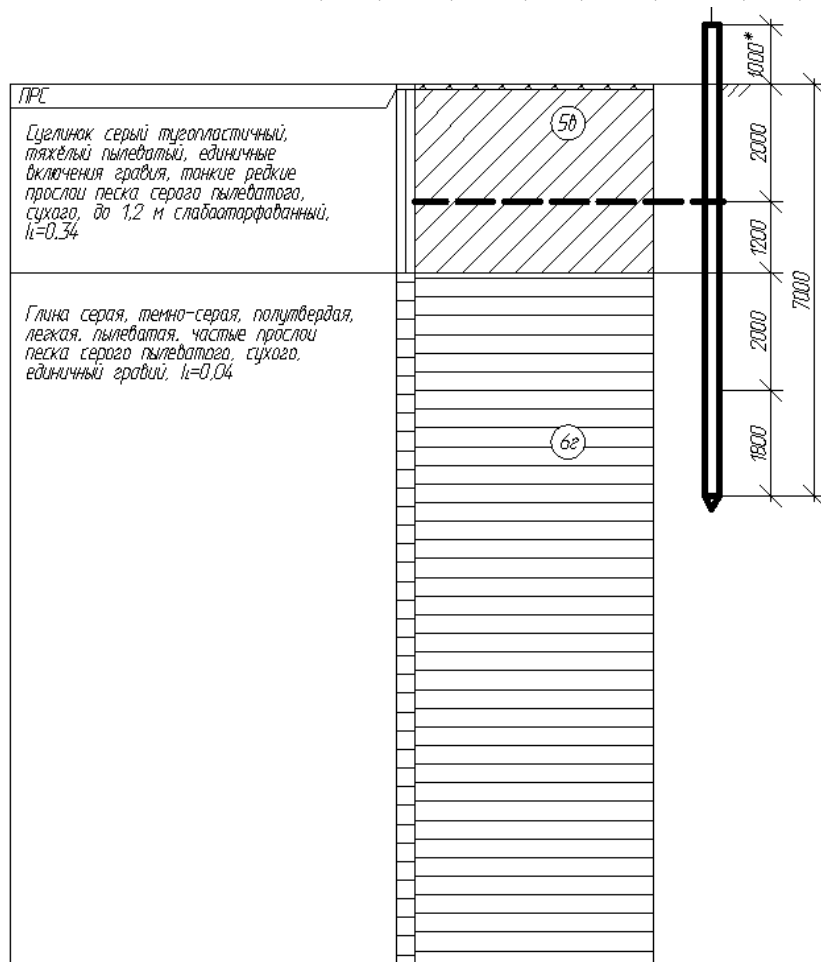 ПРС
Суглинок серый тугопластичный,
тяжёлый пылеватый, единичные
включения гравия, тонкие редкие
прослои песка серого пылеватого,
сухого, до 1,2 м слабоаторфованный,
IL=0.34
Глина серая, темно-серая, полутвердая,
легкая. пылеватая. частые прослои
песка серого пылеватого, сухого,
единичный гравий, IL=0,04
5в
6г
1000*
2000
1200
2000
1800
7000